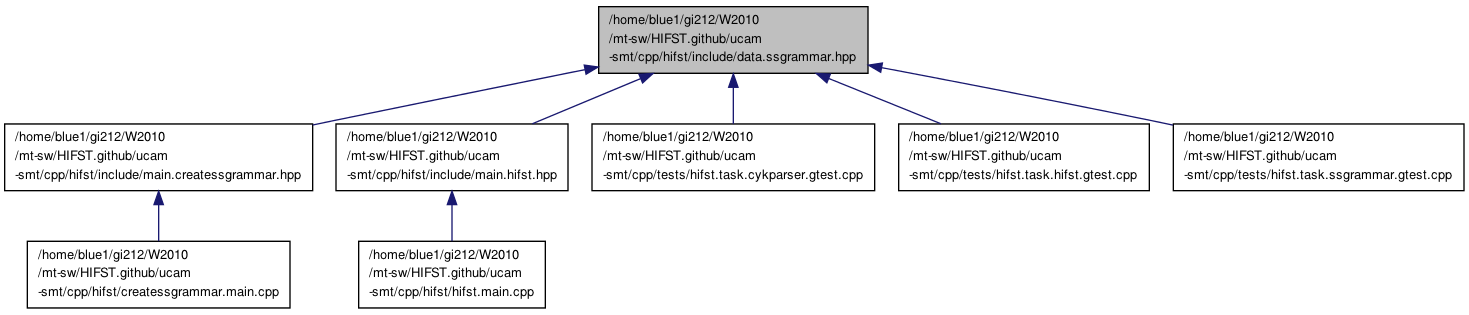 /home/blue1/gi212/W2010
/mt-sw/HIFST.github/ucam
-smt/cpp/hifst/include/data.ssgrammar.hpp
/home/blue1/gi212/W2010
/mt-sw/HIFST.github/ucam
-smt/cpp/hifst/include/main.createssgrammar.hpp
/home/blue1/gi212/W2010
/mt-sw/HIFST.github/ucam
-smt/cpp/hifst/include/main.hifst.hpp
/home/blue1/gi212/W2010
/mt-sw/HIFST.github/ucam
-smt/cpp/tests/hifst.task.cykparser.gtest.cpp
/home/blue1/gi212/W2010
/mt-sw/HIFST.github/ucam
-smt/cpp/tests/hifst.task.hifst.gtest.cpp
/home/blue1/gi212/W2010
/mt-sw/HIFST.github/ucam
-smt/cpp/tests/hifst.task.ssgrammar.gtest.cpp
/home/blue1/gi212/W2010
/mt-sw/HIFST.github/ucam
-smt/cpp/hifst/createssgrammar.main.cpp
/home/blue1/gi212/W2010
/mt-sw/HIFST.github/ucam
-smt/cpp/hifst/hifst.main.cpp